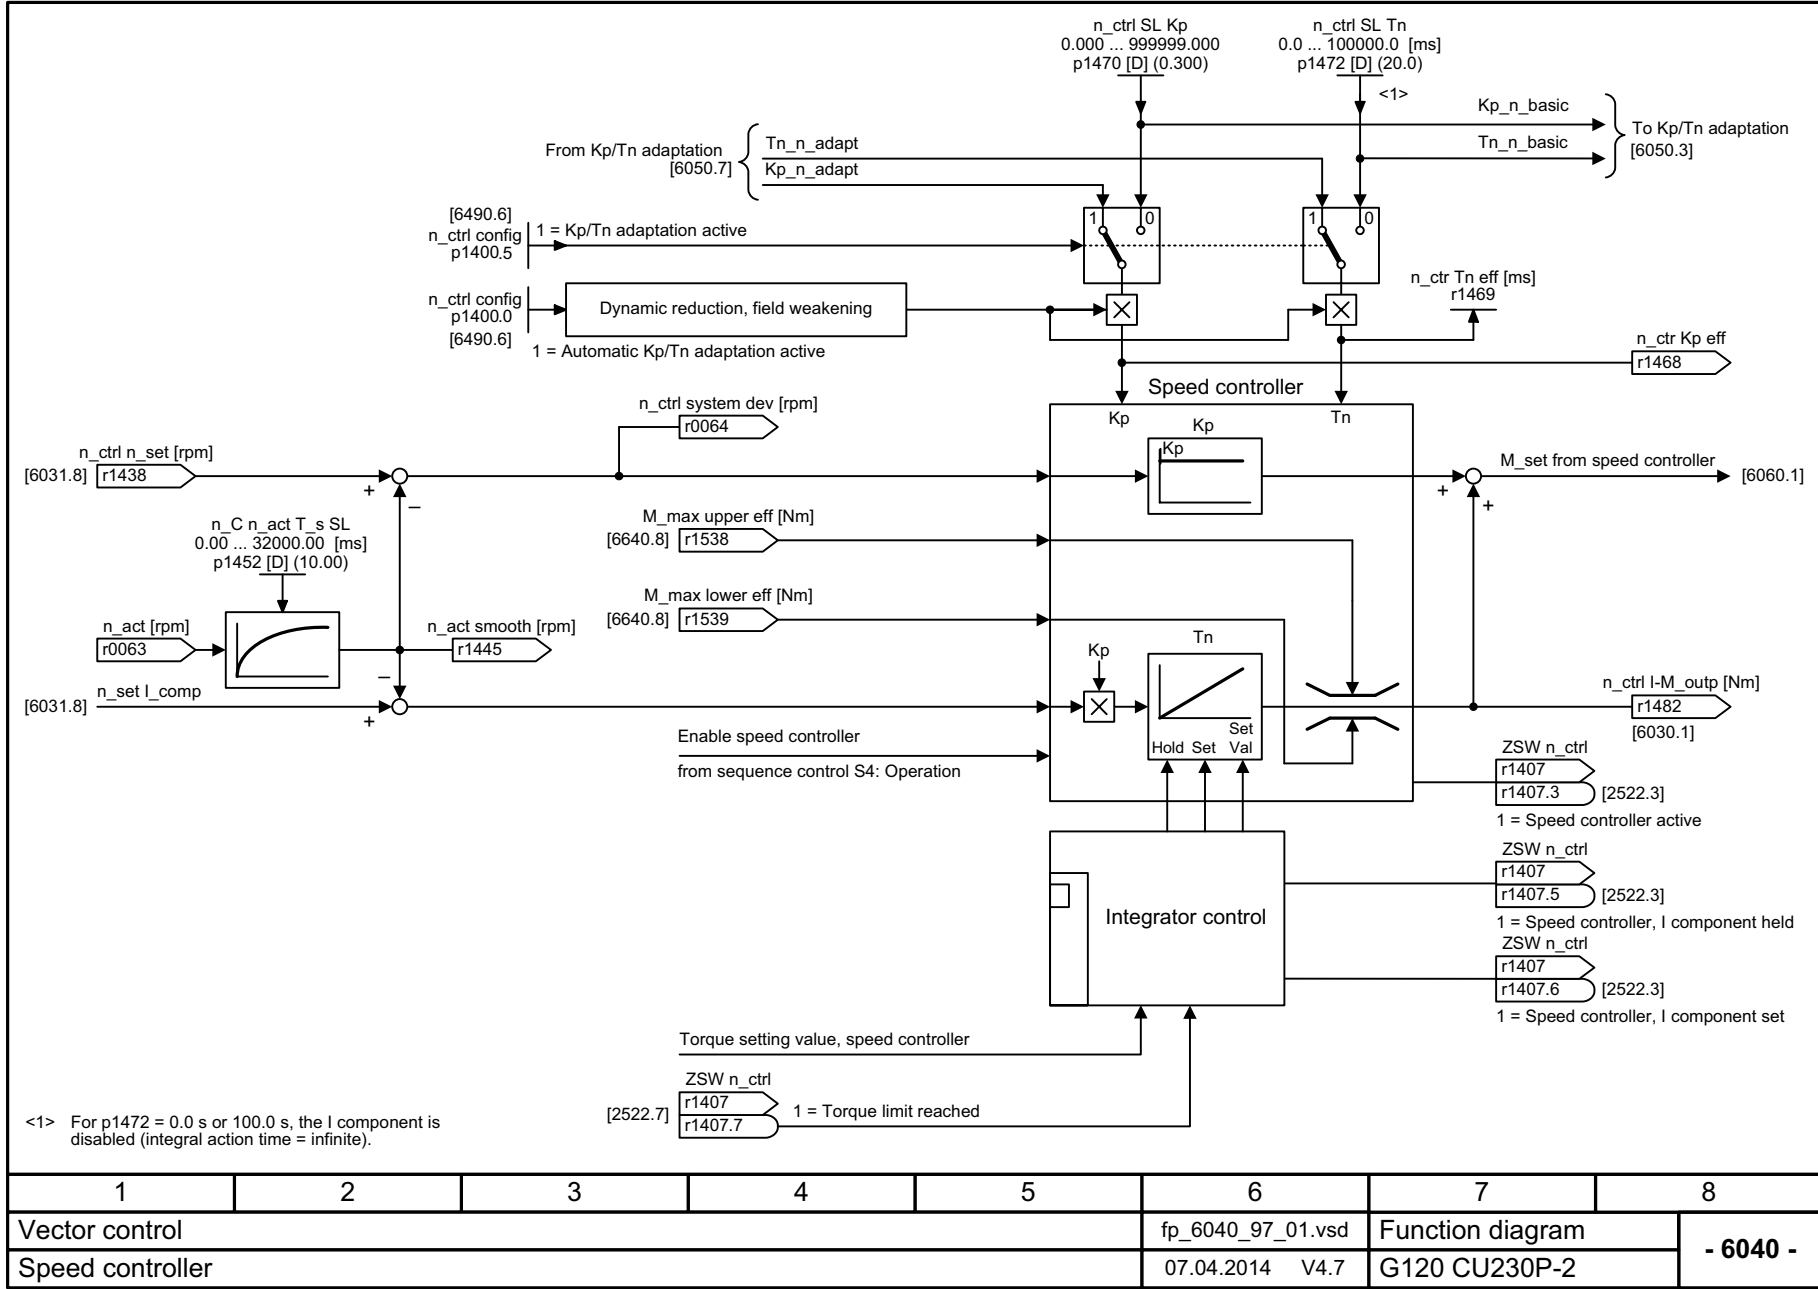 n_ctrl SL Kp
0.000 ... 999999.000
p1470 [D] (0.300)
n_ctrl SL Tn
0.0 ... 100000.0 [ms]
p1472 [D] (20.0)
<1>
Kp_n_basic
Tn_n_basic
To Kp/Tn adaptation
[6050.3]
From Kp/Tn adaptation
[6050.7]
Tn_n_adapt
Kp_n_adapt
[6490.6]
n_ctrl config
p1400.5
1 = Kp/Tn adaptation active
1 0
1 0
n_ctrl config
p1400.0
[6490.6]
Dynamic reduction, field weakening
1 = Automatic Kp/Tn adaptation active
n_ctr Tn eff [ms]
r1469
n_ctr Kp eff
r1468
Speed controller
Kp
Tn
Kp
Kp
n_ctrl system dev [rpm]
r0064
n_ctrl n_set [rpm]
[6031.8] r1438
+
–
M_set from speed controller
[6060.1]
+
+
n_C n_act T_s SL
0.00 ... 32000.00 [ms]
p1452 [D] (10.00)
M_max upper eff [Nm]
[6640.8] r1538
M_max lower eff [Nm]
[6640.8] r1539
n_act [rpm]
r0063
n_act smooth [rpm]
r1445
Kp
Tn
–
n_set I_comp
[6031.8]
+
Hold Set
Set
Val
n_ctrl I-M_outp [Nm]
r1482
[6030.1]
Enable speed controller
from sequence control S4: Operation
ZSW n_ctrl
r1407
r1407.3 [2522.3]
1 = Speed controller active
Integrator control
ZSW n_ctrl
r1407
r1407.5 [2522.3]
1 = Speed controller, I component held
ZSW n_ctrl
r1407
r1407.6 [2522.3]
1 = Speed controller, I component set
Torque setting value, speed controller
ZSW n_ctrl
[2522.7] r1407
r1407.7
1 = Torque limit reached
<1> For p1472 = 0.0 s or 100.0 s, the I component is
disabled (integral action time = infinite).
1 2 3 4 5 6 7 8
Vector control
fp_6040_97_01.vsd
Function diagram
- 6040 -
Speed controller
07.04.2014 V4.7
G120 CU230P-2